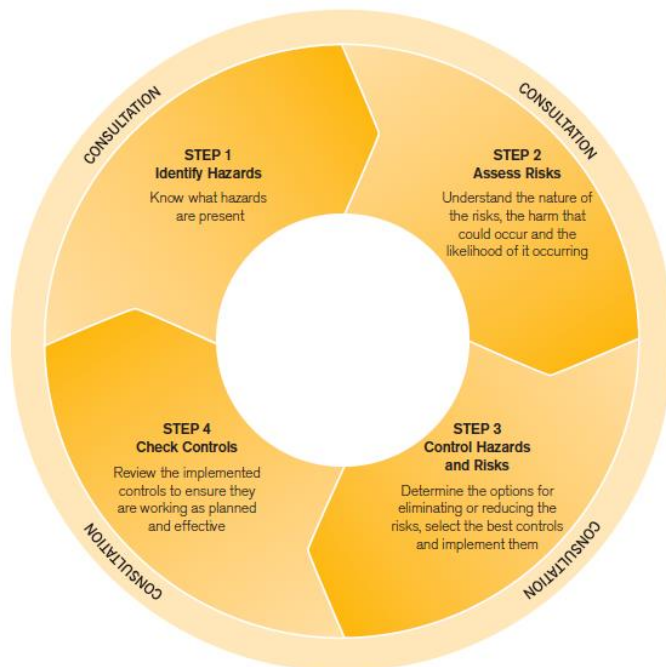 CONSULTATION
CONSULTATION
STEP 1
Identify Hazards
Know what hazards
are present
STEP 2
Assess Risks
Understand the nature of
the risks, the harm that
could occur and the
likelihood of it occurring
STEP 3
Control Hazards
and Risks
Determine the options for
eliminating or reducing the
risks, select the best controls
and implement them
STEP 4
Check Controls
Review the implemented
controls to ensure they
are working as planned
and effective
CONSULTATION
CONSULTATION